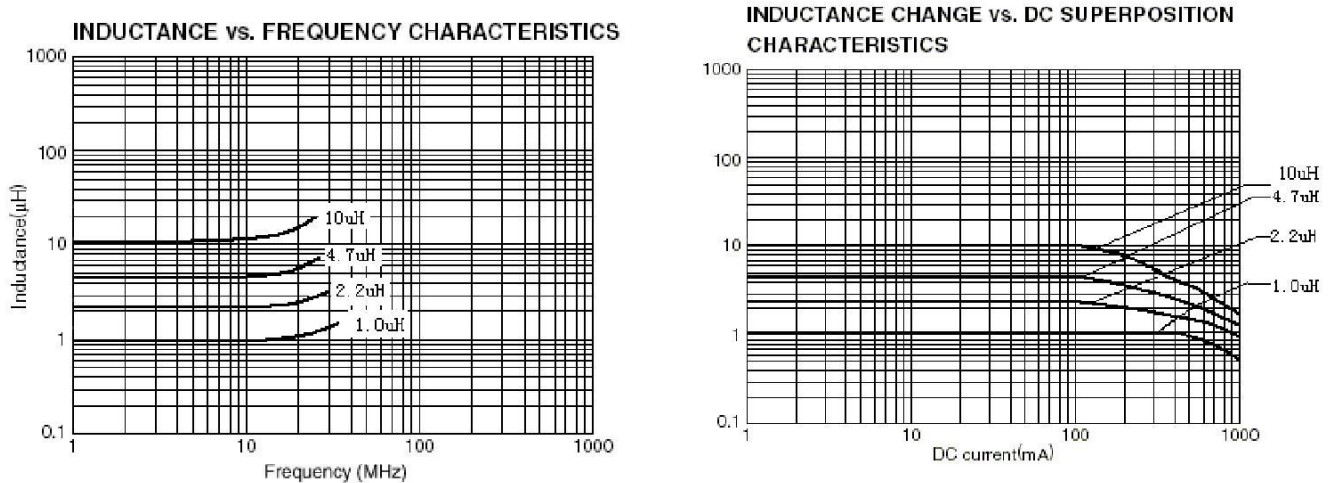 INDUCTANCE vs. FREQUENCY CHARACTERISTICS
1000
100
10
1
0.1
Inductance(μH)
10uH
4.7uH
2.2uH
1.0uH
1
10
100
1000
Frequency (MHz)
INDUCTANCE CHANGE vs. DC SUPERPOSITION
CHARACTERISTICS
1000
100
10
1
0.1
10uH
4.7uH
2.2uH
1.0uH
1
10
100
1000
DC current(mA)